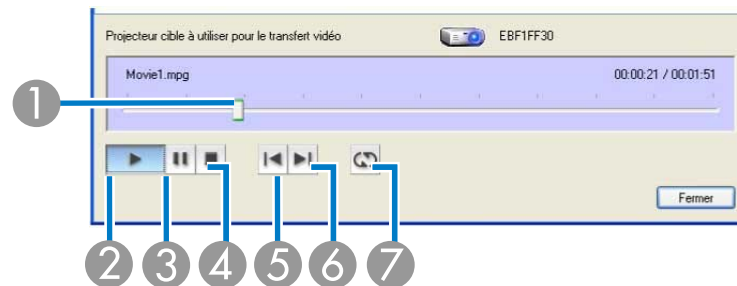 Projecteur cible à utiliser pour le transfert vidéo EBF1FF30
Movie1.mpg 00:00:21 / 00:01:51
1
Fermer
2 3 4 5 6 7